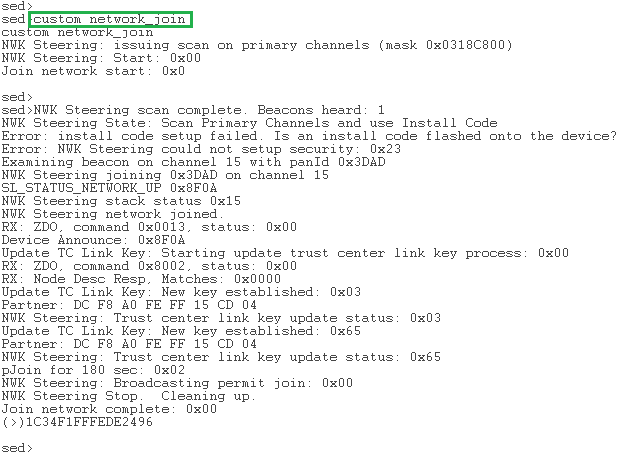 sed>
sed>custom network_join
custom network_join
NWK Steering: issuing scan on primary channels (mask 0x0318C800)
NWK Steering: Start: 0x00
Join network start: 0x0
sed>
sed>NWK Steering scan complete. Beacons heard: 1
NWK Steering State: Scan Primary Channels and use Install Code
Error: install code setup failed. Is an install code flashed onto the device?
Error: NWK Steering could not setup security: 0x23
Examining beacon on channel 15 with panId 0x3DAD
NWK Steering joining 0x3DAD on channel 15
SL_STATUS_NETWORK_UP 0x8F0A
NWK Steering stack status 0x15
NWK Steering network joined.
RX: ZDO, command 0x0013, status: 0x00
Device Announce: 0x8F0A
Update TC Link Key: Starting update trust center link key process: 0x00
RX: ZDO, command 0x8002, status: 0x00
RX: Node Desc Resp, Matches: 0x0000
Update TC Link Key: New key established: 0x03
Partner: DC F8 A0 FE FF 15 CD 04
NWK Steering: Trust center link key update status: 0x03
Update TC Link Key: New key established: 0x65
Partner: DC F8 A0 FE FF 15 CD 04
NWK Steering: Trust center link key update status: 0x65
pJoin for 180 sec: 0x02
NWK Steering: Broadcasting permit join: 0x00
NWK Steering Stop.  Cleaning up.
Join network complete: 0x00
(>)1C34F1FFFEDE2496
sed>